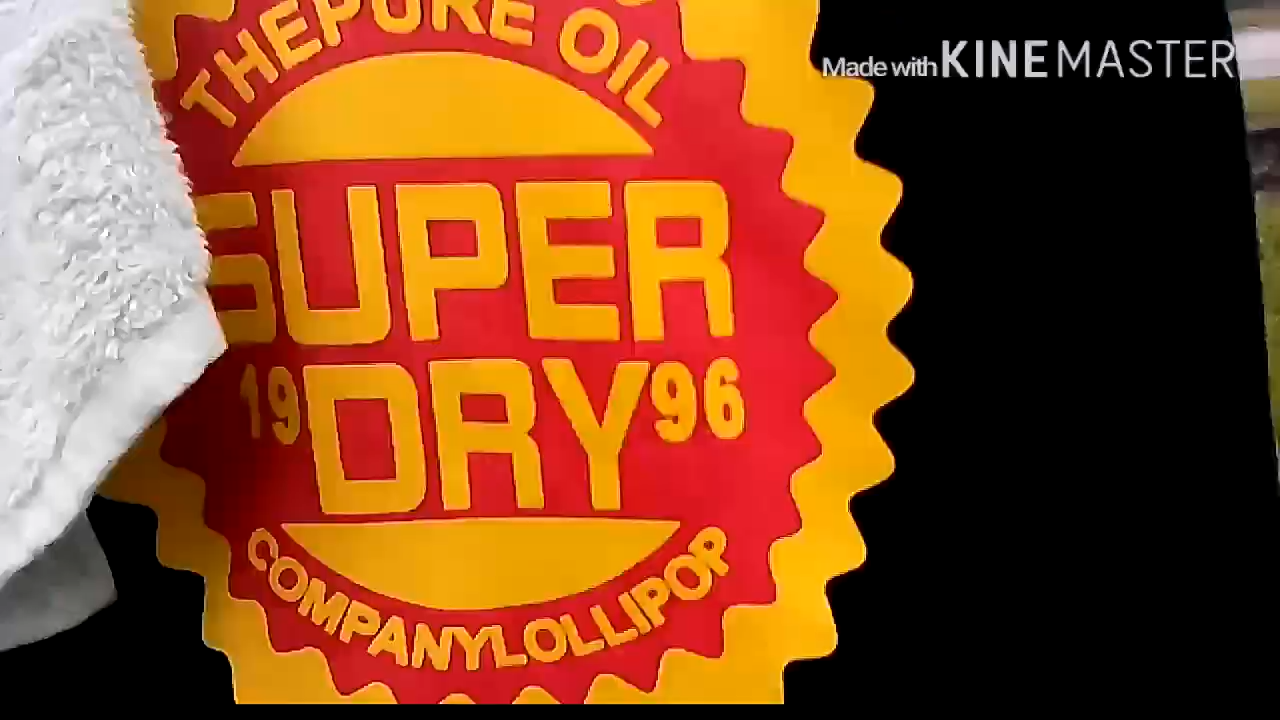 Made with KINEMASTER
THEPURE OIL
SUPER
19 DRY 96
COMPANYLOLLIPOP